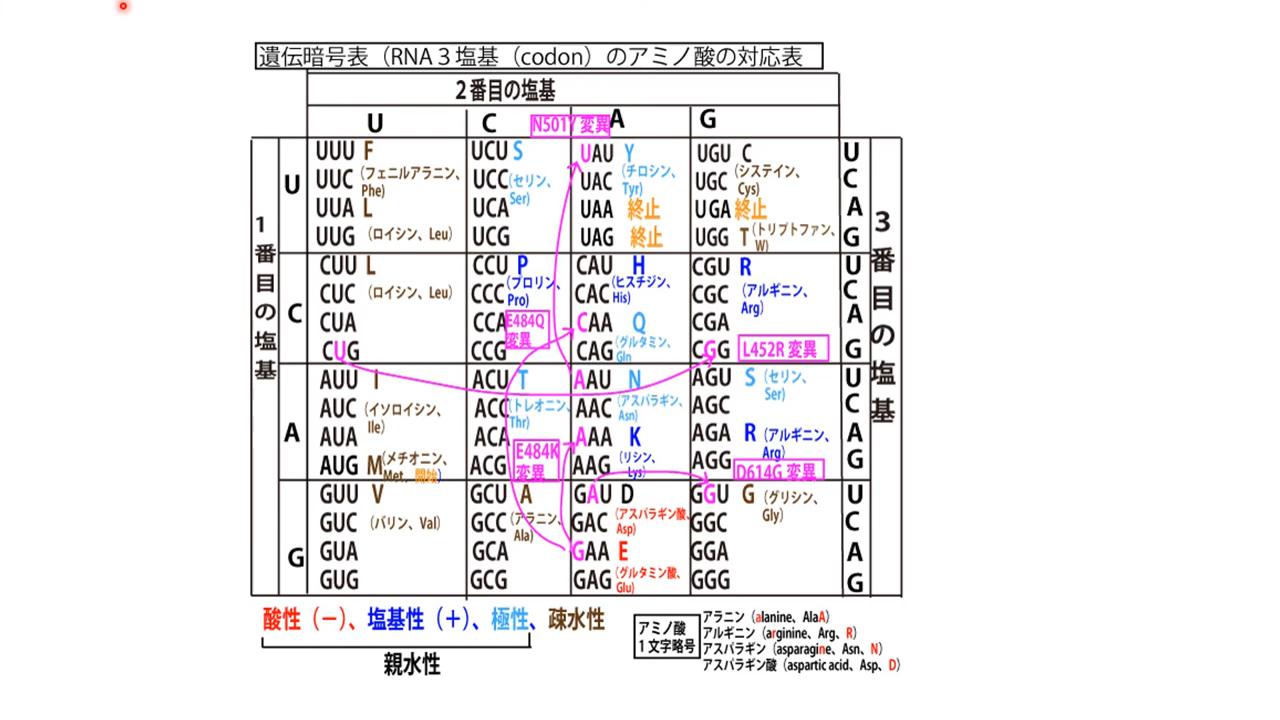 遺伝暗号表（RNA３塩基（codon）のアミノ酸の対応表
２番目の塩基
U C A G
N501Y 変異
１番目の塩基
３番目の塩基
U
UUU F
UUC （フェニルアラニン、Phe）
UUA L
UUG （ロイシン、Leu）
UCU S
UCC （セリン、Ser）
UCA
UCG
UAU Y
UAC （チロシン、Tyr）
UAA 終止
UAG 終止
UGU C
UGC （システイン、Cys）
UGA 終止
UGG T （トリプトファン、W）
U
C
A
G
C
CUU L
CUC （ロイシン、Leu）
CUA
CUG
CCU P
CCC （プロリン、Pro）
CCA
CCG
E484Q 変異
CAU H
CAC （ヒスチジン、His）
CAA Q
CAG （グルタミン、Gln
CGU R
CGC （アルギニン、Arg）
CGA
CGG L452R 変異
U
C
A
G
A
AUU I
AUC （イソロイシン、Ile）
AUA
AUG M （メチオニン、Met、開始）
ACU T
ACC （トレオニン、Thr）
ACA
ACG
E484K 変異
AAU N
AAC （アスパラギン、Asn）
AAA K
AAG （リシン、Lys）
AGU S （セリン、Ser）
AGC
AGA R （アルギニン、Arg）
AGG
D614G 変異
U
C
A
G
G
GUU V
GUC （バリン、Val）
GUA
GUG
GCU A
GCC （アラニン、Ala）
GCA
GCG
GAU D
GAC （アスパラギン酸、Asp）
GAA E
GAG （グルタミン酸、Glu）
GGU G （グリシン、Gly）
GGC
GGA
GGG
U
C
A
G
酸性（－）、塩基性（＋）、極性、疎水性
親水性
アミノ酸
１文字略号
アラニン（alanine、AlaA）
アルギニン（arginine、Arg、R）
アスパラギン（asparagine、Asn、N）
アスパラギン酸（aspartic acid、Asp、D）